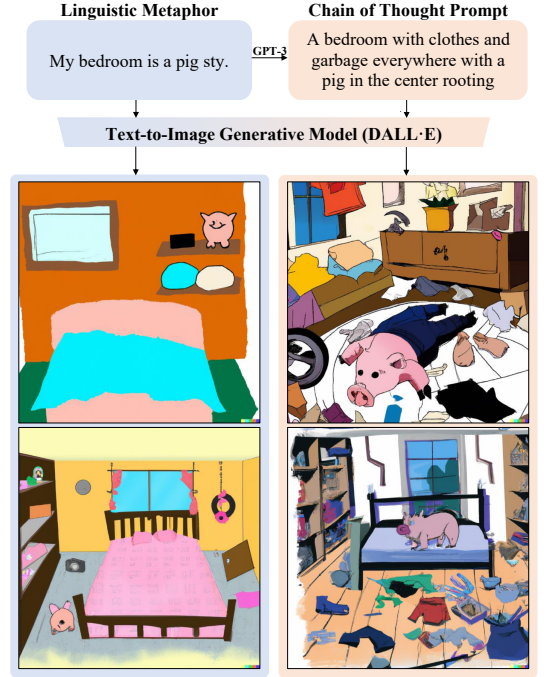 Linguistic Metaphor
Chain of Thought Prompt
My bedroom is a pig sty.
GPT-3
A bedroom with clothes and
garbage everywhere with a
pig in the center rooting
Text-to-Image Generative Model (DALL·E)